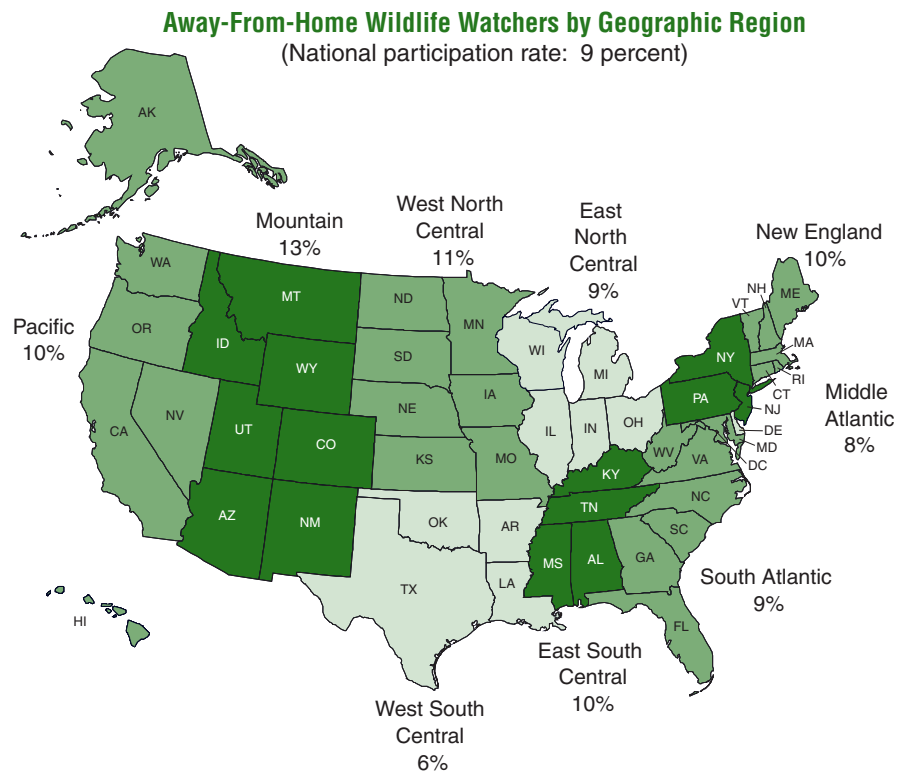 Away-From-Home Wildlife Watchers by Geographic Region
(National participation rate:  9 percent)
AK
Mountain
13%
West North
Central
11%
East
North
Central
9%
New England
10%
Pacific
10%
Middle
Atlantic
8%
South Atlantic
9%
East South
Central
10%
West South
Central
6%
WA
OR
CA
NV
ID
MT
WY
UT
CO
AZ
NM
ND
SD
NE
KS
MN
IA
MO
WI
MI
IL
IN
OH
OK
TX
AR
LA
KY
TN
MS
AL
NY
PA
NJ
VT
NH
ME
MA
RI
CT
DE
MD
DC
WV
VA
NC
SC
GA
FL
HI